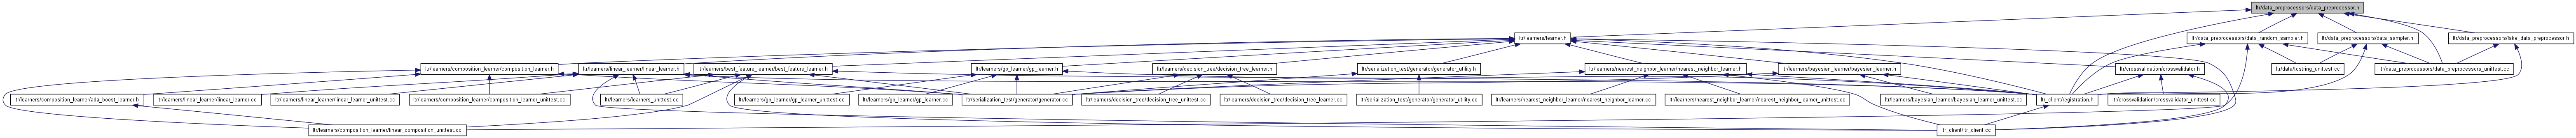 ltr/data_preprocessors/data_preprocessor.h
ltr/learners/learner.h
ltr/data_preprocessors/data_random_sampler.h
ltr/data_preprocessors/data_sampler.h
ltr/data_preprocessors/fake_data_preprocessor.h
ltr/learners/composition_learner/composition_learner.h
ltr/learners/linear_learner/linear_learner.h
ltr/learners/best_feature_learner/best_feature_learner.h
ltr/learners/gp_learner/gp_learner.h
ltr/learners/decision_tree/decision_tree_learner.h
ltr/serialization_test/generator/generator_utility.h
ltr/learners/nearest_neighbor_learner/nearest_neighbor_learner.h
ltr/learners/bayesian_learner/bayesian_learner.h
ltr/crossvalidation/crossvalidator.h
ltr/data/tostring_unittest.cc
ltr/data_preprocessors/data_preprocessors_unittest.cc
ltr/learners/composition_learner/ada_boost_learner.h
ltr/learners/linear_learner/linear_learner.cc
ltr/learners/linear_learner/linear_learner_unittest.cc
ltr/learners/composition_learner/composition_learner_unittest.cc
ltr/learners/learners_unittest.cc
ltr/learners/gp_learner/gp_learner_unittest.cc
ltr/learners/gp_learner/gp_learner.cc
ltr/serialization_test/generator/generator.cc
ltr/learners/decision_tree/decision_tree_unittest.cc
ltr/learners/decision_tree/decision_tree_learner.cc
ltr/serialization_test/generator/generator_utility.cc
ltr/learners/nearest_neighbor_learner/nearest_neighbor_learner.cc
ltr/learners/nearest_neighbor_learner/nearest_neighbor_learner_unittest.cc
ltr/learners/bayesian_learner/bayesian_learner_unittest.cc
ltr_client/registration.h
ltr/crossvalidation/crossvalidator_unittest.cc
ltr/learners/composition_learner/linear_composition_unittest.cc
ltr_client/ltr_client.cc